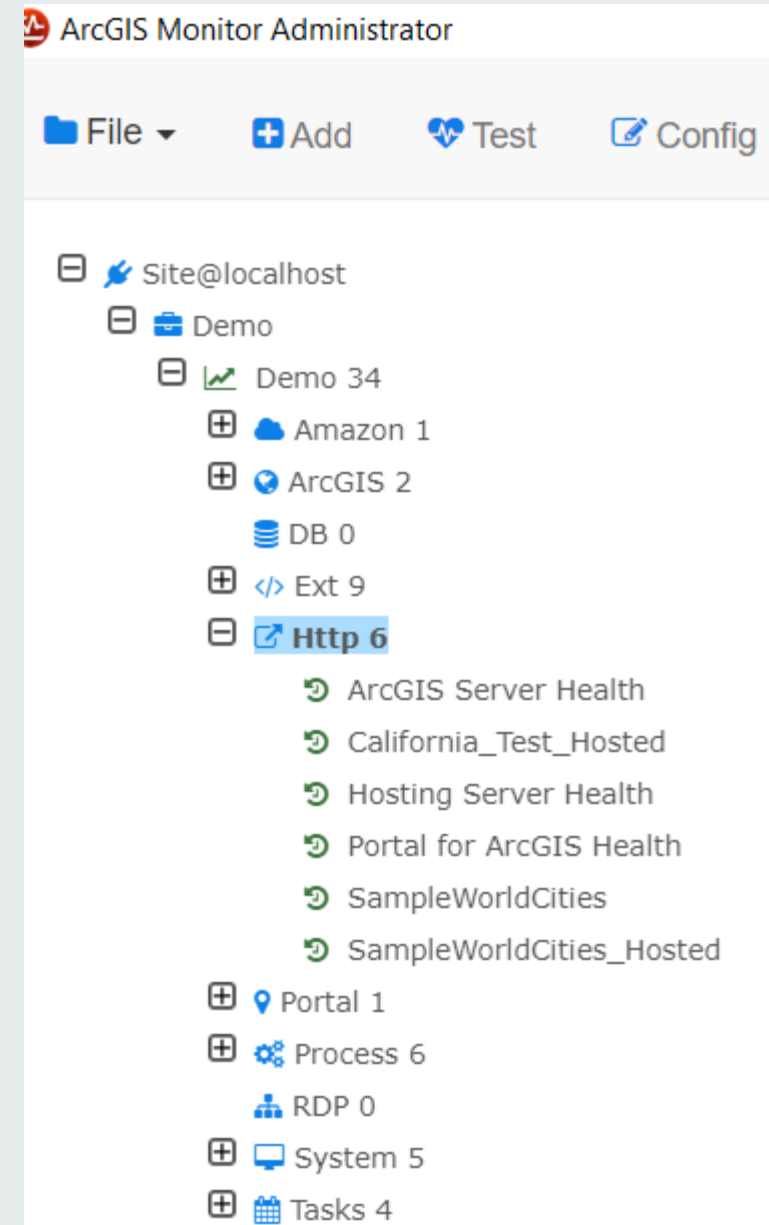 ArcGIS Monitor Administrator
File Add Test Config
Site@localhost
Demo
Demo 34
Amazon 1
ArcGIS 2
DB 0
Ext 9
Http 6
ArcGIS Server Health
California_Test_Hosted
Hosting Server Health
Portal for ArcGIS Health
SampleWorldCities
SampleWorldCities_Hosted
Portal 1
Process 6
RDP 0
System 5
Tasks 4